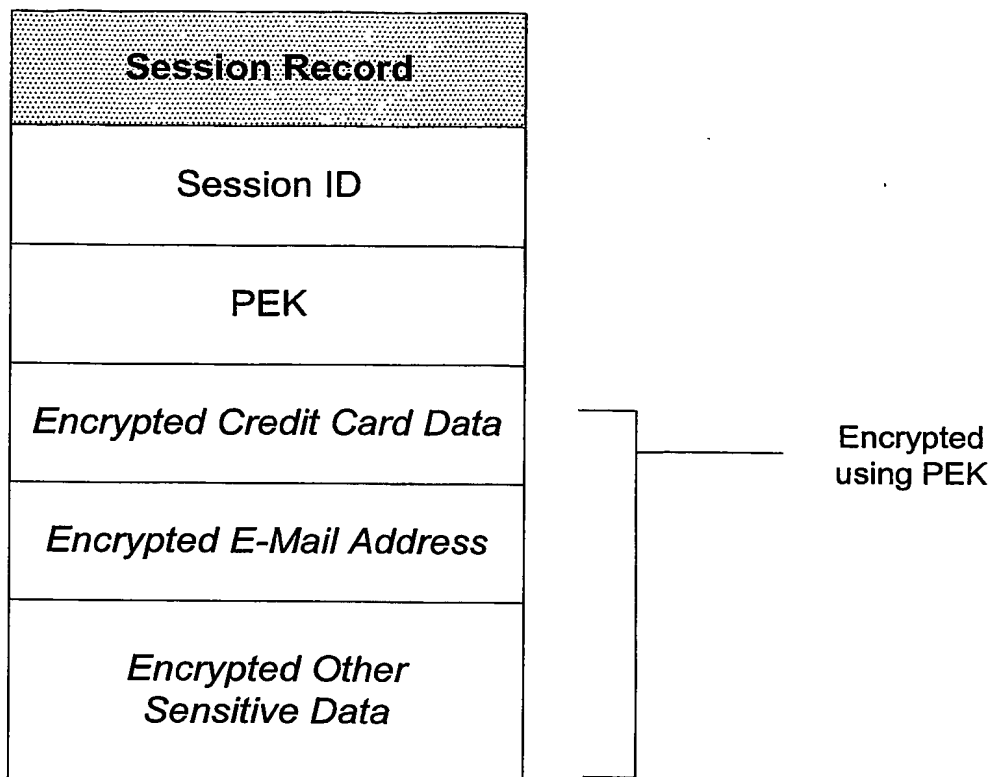 Session Record
Session ID
PEK
Encrypted Credit Card Data
Encrypted
using PEK
Encrypted E-Mail Address
Encrypted Other
Sensitive Data